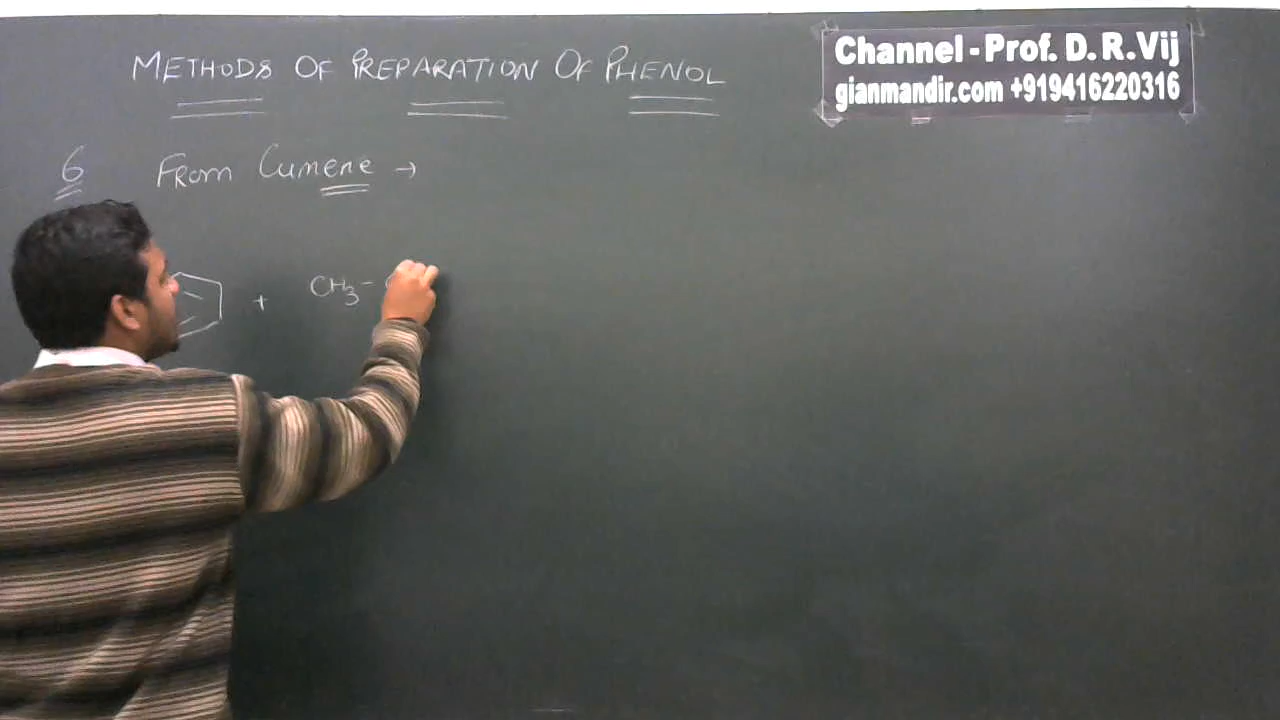 METHODS OF PREPARATION OF PHENOL
Channel - Prof. D. R. Vij
gianmandir.com +919416220316
6 From Cumene →
+ CH3 -